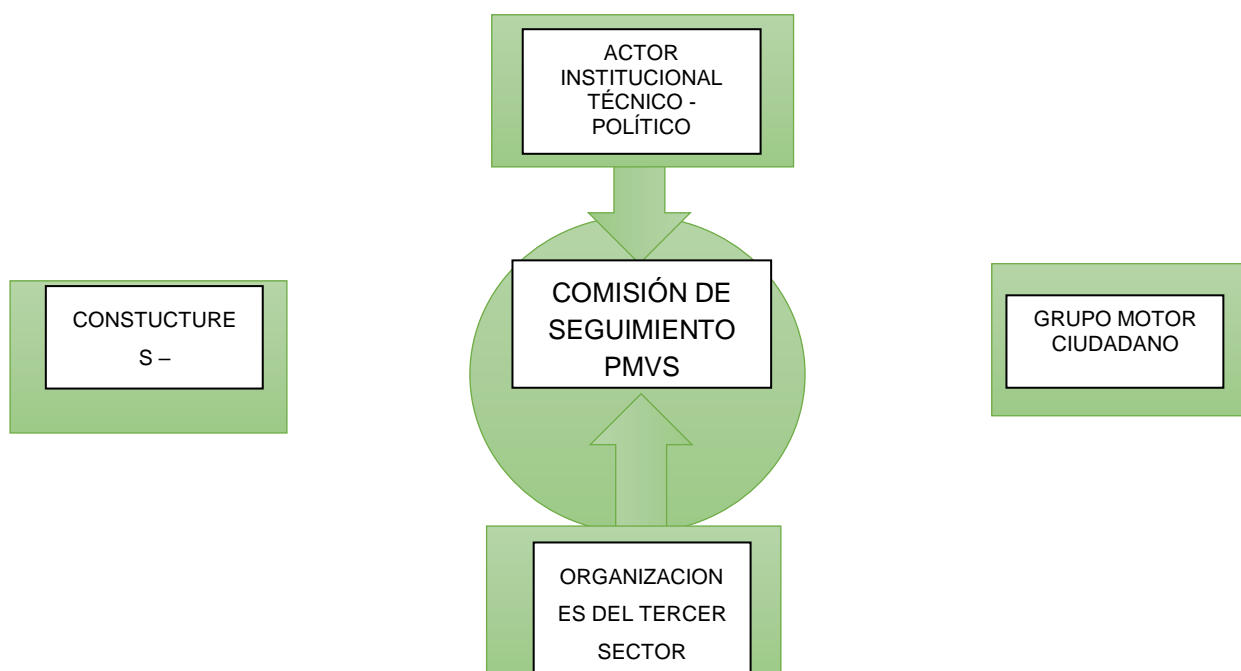 ACTOR
INSTITUCIONAL
TÉCNICO -
POLÍTICO
COMISIÓN DE
SEGUIMIENTO
PMVS
CONSTUCTURE
S –
GRUPO MOTOR
CIUDADANO
ORGANIZACION
ES DEL TERCER
SECTOR